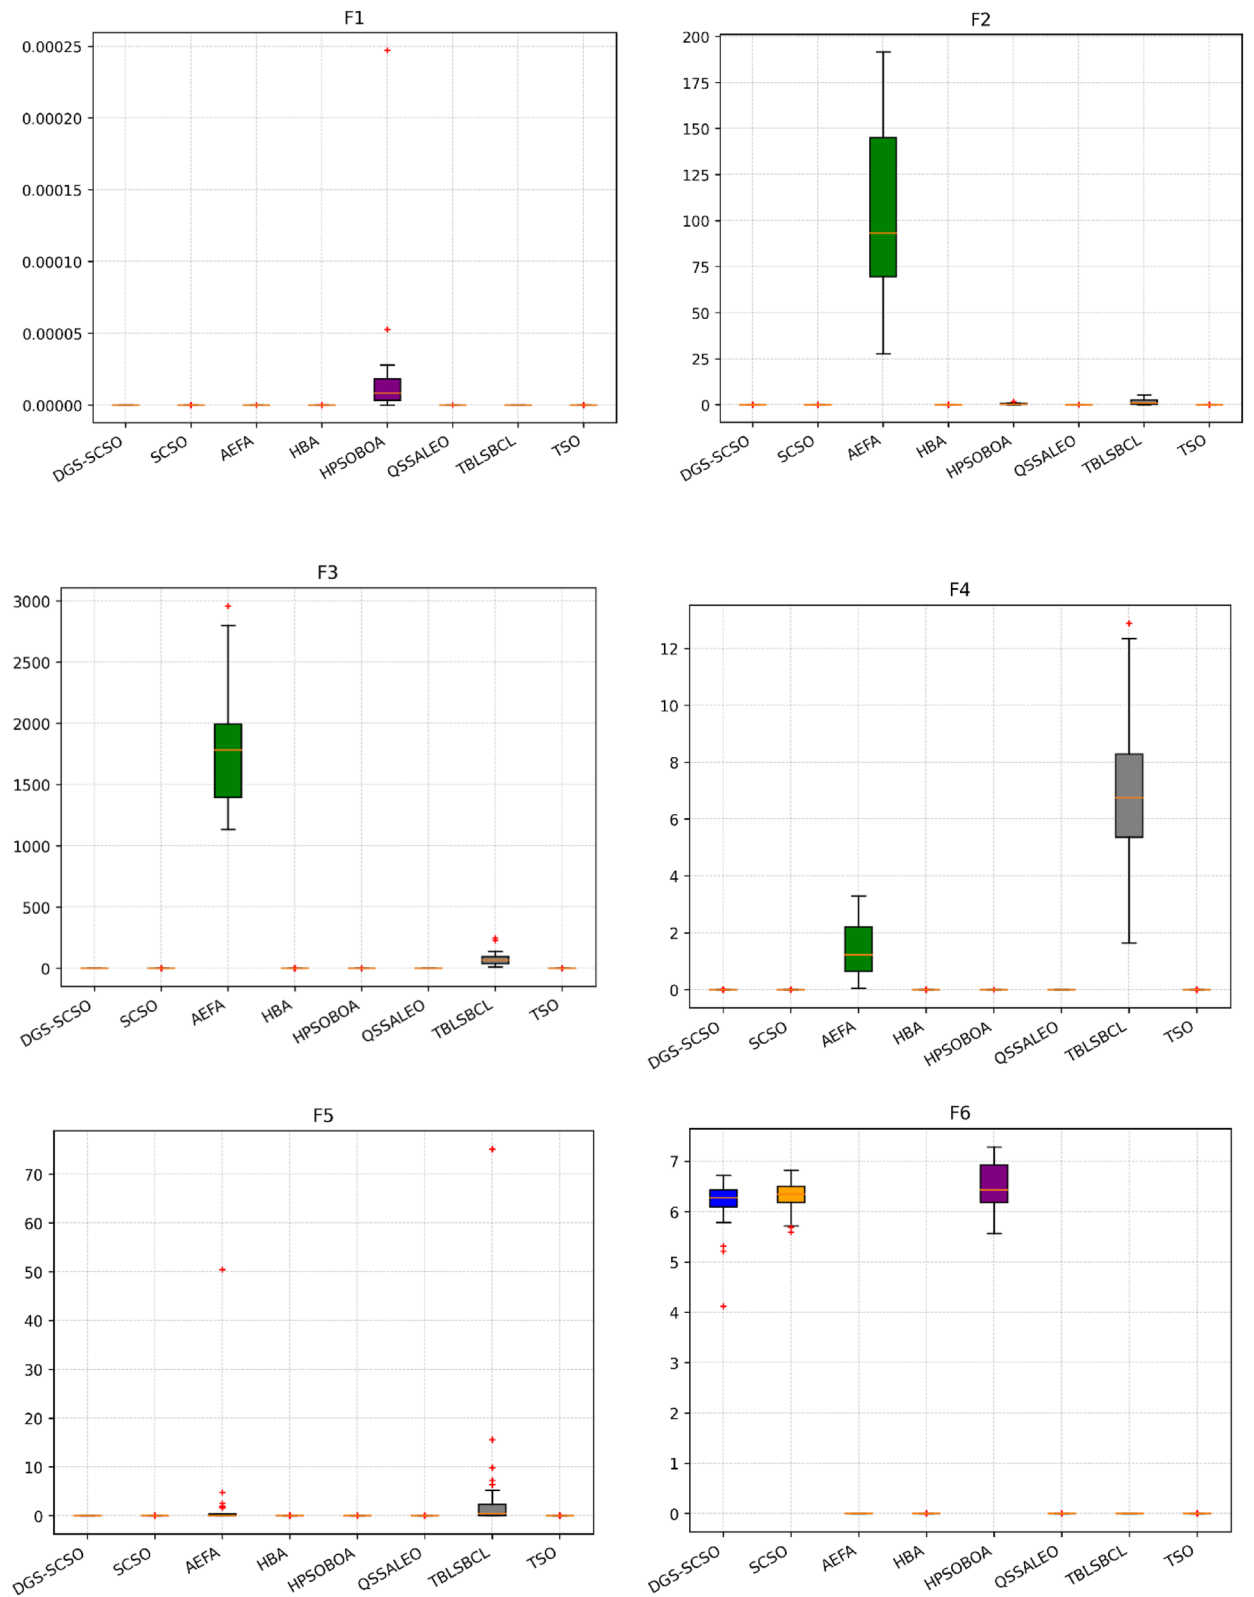 F1
0.00025
0.00020
0.00015
0.00010
0.00005
0.00000
DGS-SCSO
SCSO
AEFA
HBA
HPSOBOA
QSSALEO
TBLSBCL
TSO
F2
200
175
150
125
100
75
50
25
0
DGS-SCSO
SCSO
AEFA
HBA
HPSOBOA
QSSALEO
TBLSBCL
TSO
F3
3000
2500
2000
1500
1000
500
0
DGS-SCSO
SCSO
AEFA
HBA
HPSOBOA
QSSALEO
TBLSBCL
TSO
F4
12
10
8
6
4
2
0
DGS-SCSO
SCSO
AEFA
HBA
HPSOBOA
QSSALEO
TBLSBCL
TSO
F5
70
60
50
40
30
20
10
0
DGS-SCSO
SCSO
AEFA
HBA
HPSOBOA
QSSALEO
TBLSBCL
TSO
F6
7
6
5
4
3
2
1
0
DGS-SCSO
SCSO
AEFA
HBA
HPSOBOA
QSSALEO
TBLSBCL
TSO